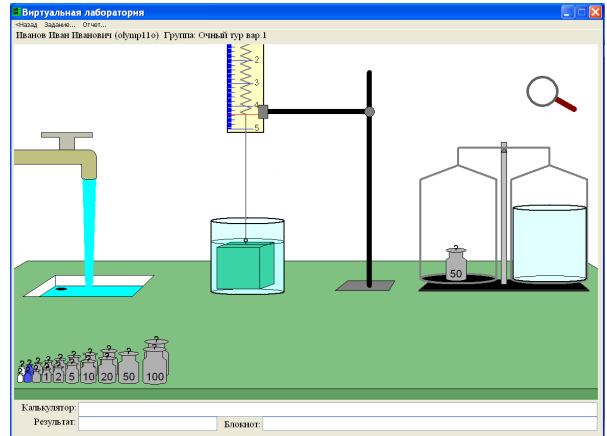 Виртуальная лаборатория
<Назад Задание... Отчет...
Иванов Иван Иванович (olymp11o) Группа: Очный тур вар.1
2
3
4
5
50
1 2 5 10 20 50 100
Калькулятор:
Результат: Блокнот: